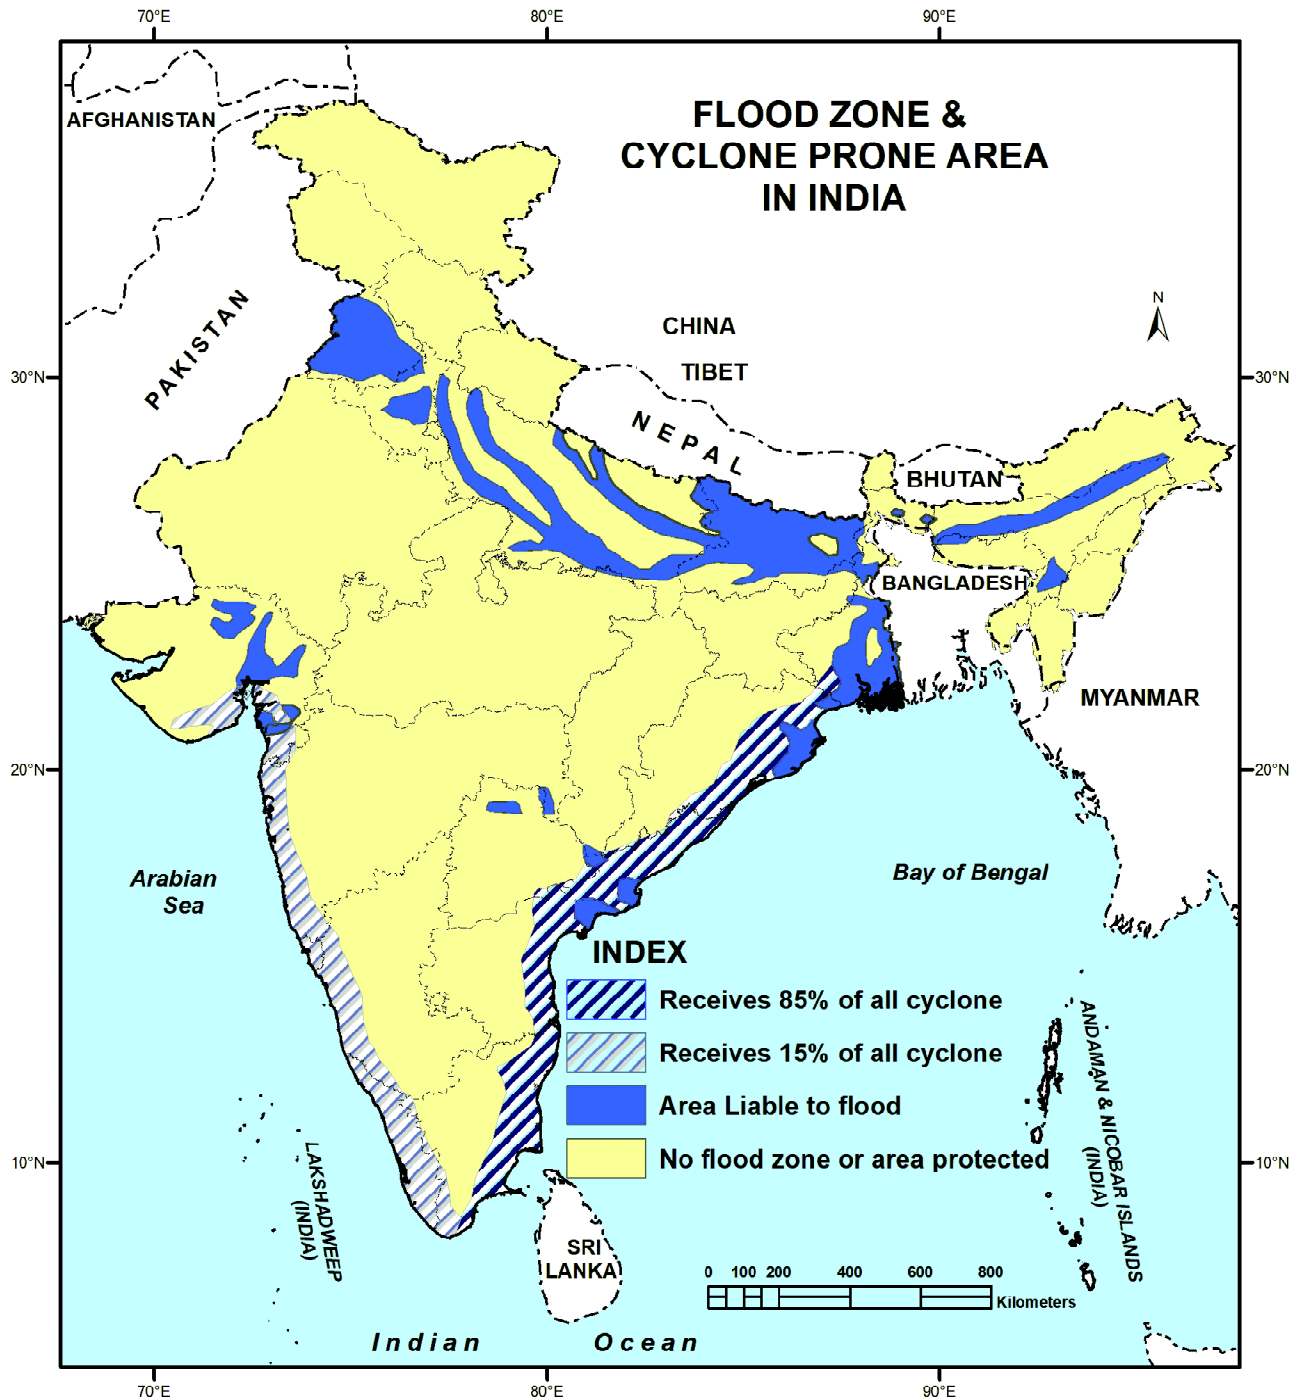 70°E 80°E 90°E
FLOOD ZONE &
CYCLONE PRONE AREA
IN INDIA
AFGHANISTAN
PAKISTAN
CHINA
TIBET
N
NEPAL
30°N 30°N
BHUTAN
BANGLADESH
MYANMAR
20°N 20°N
Arabian
Sea
Bay of Bengal
INDEX
Receives 85% of all cyclone
Receives 15% of all cyclone
Area Liable to flood
No flood zone or area protected
10°N 10°N
LAKSHADWEEP
(INDIA)
ANDAMAN & NICOBAR ISLANDS
(INDIA)
SRI
LANKA
0 100 200 400 600 800
Kilometers
Indian Ocean
70°E 80°E 90°E